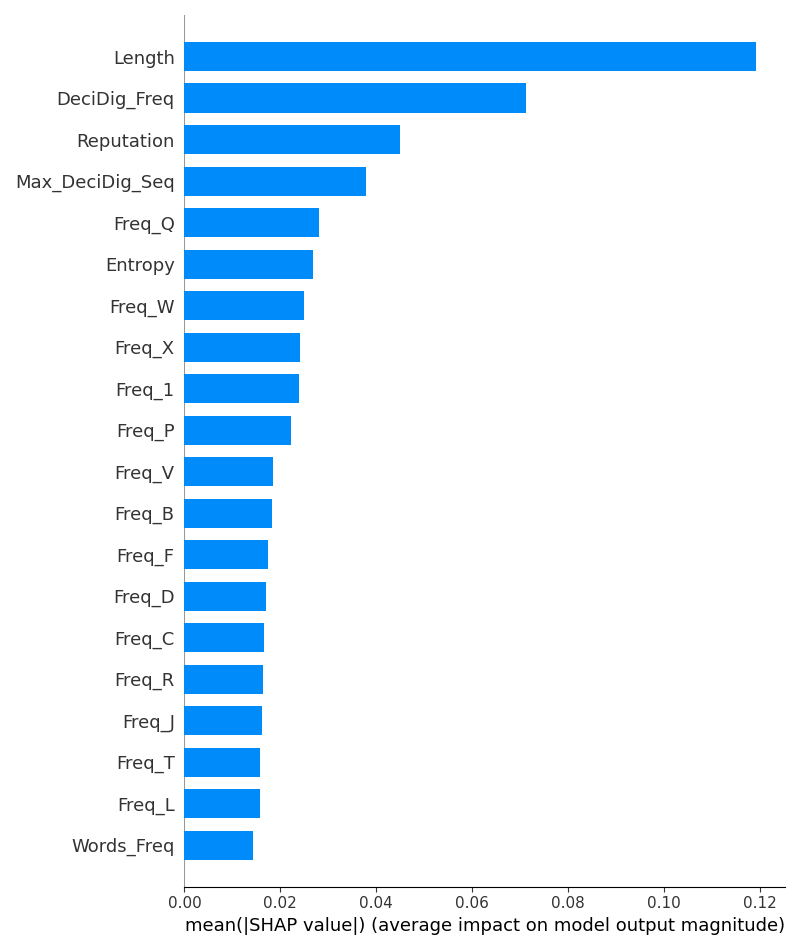 Length
DeciDig_Freq
Reputation
Max_DeciDig_Seq
Freq_Q
Entropy
Freq_W
Freq_X
Freq_1
Freq_P
Freq_V
Freq_B
Freq_F
Freq_D
Freq_C
Freq_R
Freq_J
Freq_T
Freq_L
Words_Freq
0.00 0.02 0.04 0.06 0.08 0.10 0.12
mean(|SHAP value|) (average impact on model output magnitude)